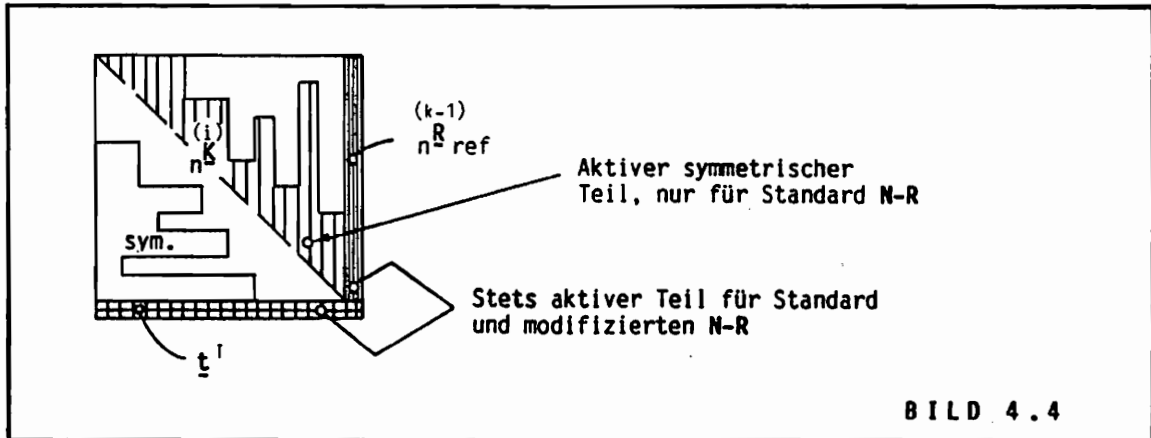 (k-1)
n R ref
(i)
n K
Aktiver symmetrischer
Teil, nur für Standard N-R
sym.
Stets aktiver Teil für Standard
und modifizierten N-R
t T
BILD 4.4